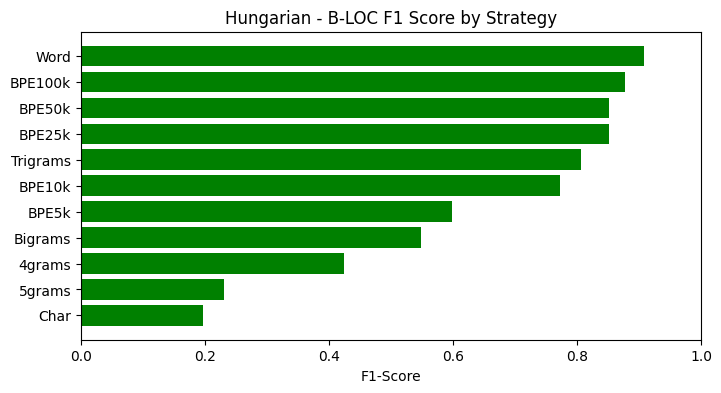 Hungarian - B-LOC F1 Score by Strategy
Word
BPE100k
BPE50k
BPE25k
Trigrams
BPE10k
BPE5k
Bigrams
4grams
5grams
Char
0.0 0.2 0.4 0.6 0.8 1.0
F1-Score